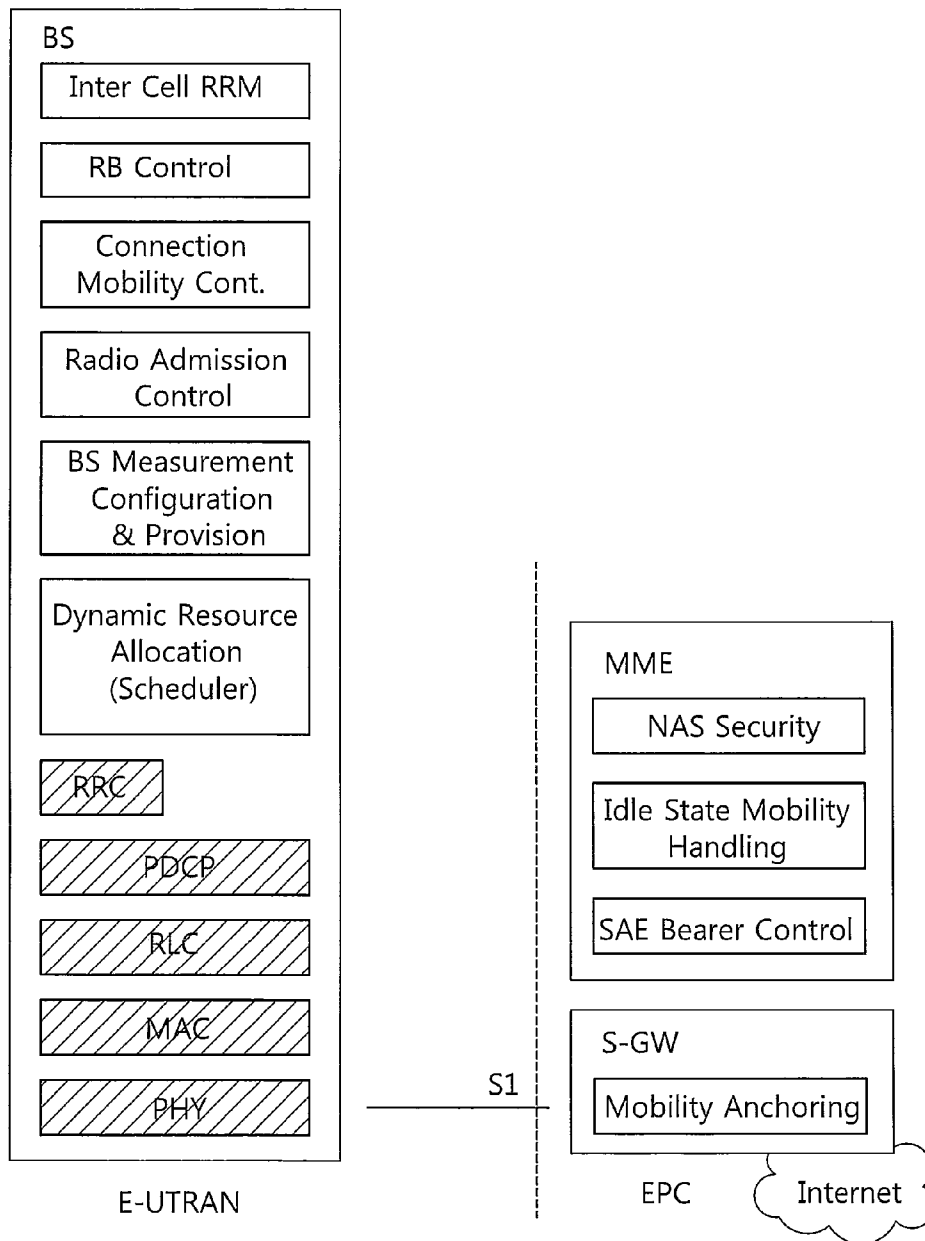 BS
Inter Cell RRM
RB Control
Connection
Mobility Cont.
Radio Admission
Control
BS Measurement
Configuration
& Provision
Dynamic Resource
Allocation
(Scheduler)
RRC
PDCP
RLC
MAC
PHY
E-UTRAN
S1
MME
NAS Security
Idle State Mobility
Handling
SAE Bearer Control
S-GW
Mobility Anchoring
EPC
Internet